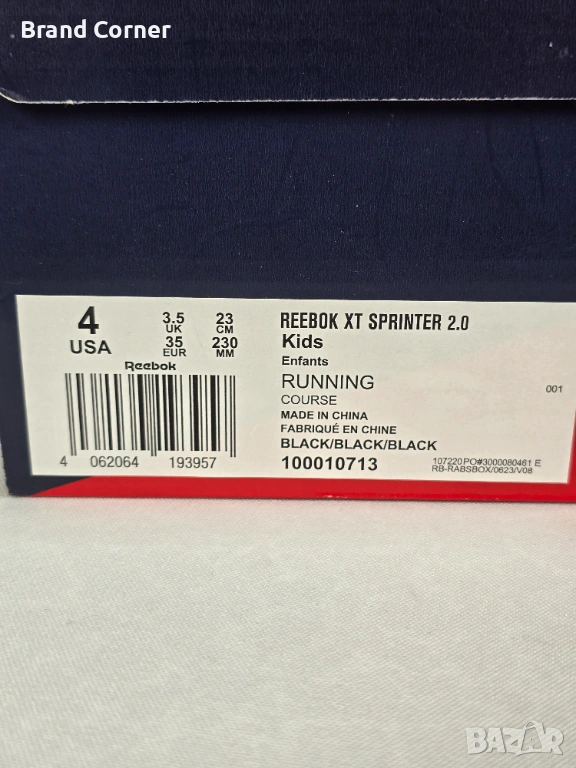 Brand Corner
4
USA
3.5
UK
35
EUR
23
CM
230
MM
Reebok
4 062064 193957
REEBOK XT SPRINTER 2.0
Kids
Enfants
RUNNING
COURSE
MADE IN CHINA
FABRIQUÉ EN CHINE
BLACK/BLACK/BLACK
100010713
001
107220 PO#3000080461 E
RB-RABSBOX/0623/V08
BAZAR